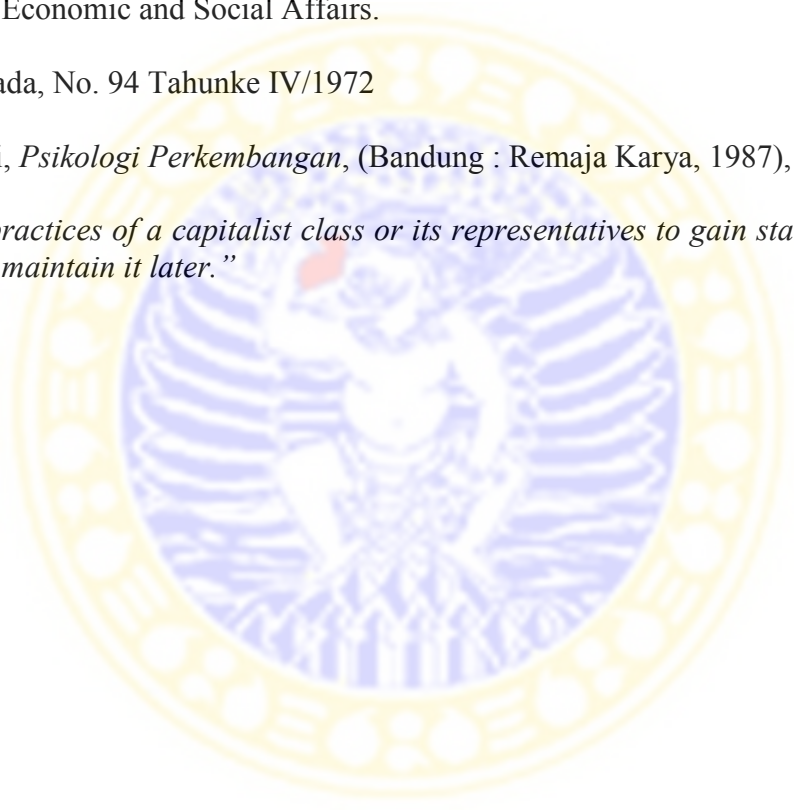 Economic and Social Affairs.
ada, No. 94 Tahunke IV/1972
i, Psikologi Perkembangan, (Bandung : Remaja Karya, 1987),
practices of a capitalist class or its representatives to gain sta
maintain it later.”